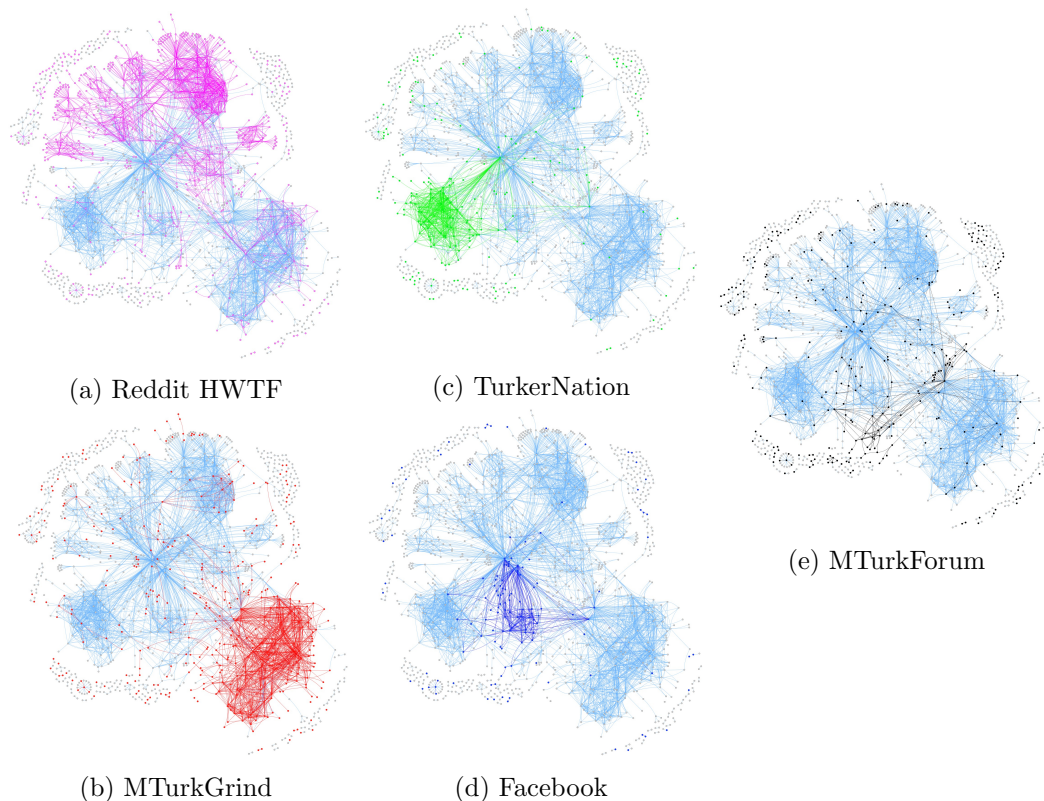 (a) Reddit HWTF
(c) TurkerNation
(e) MTurkForum
(b) MTurkGrind
(d) Facebook